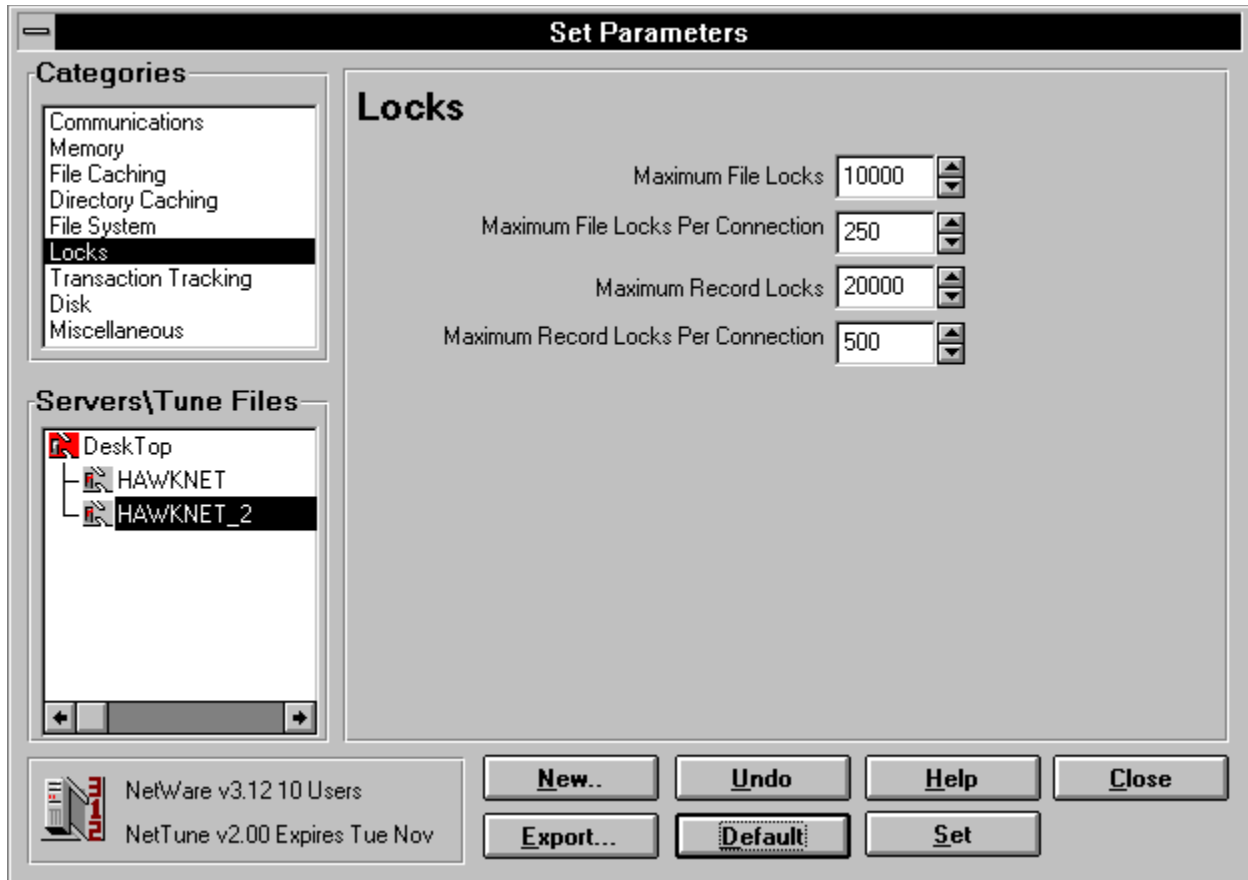 Set Parameters
Categories
Communications
Memory
File Caching
Directory Caching
File System
Locks
Transaction Tracking
Disk
Miscellaneous
Locks
Maximum File Locks 10000
Maximum File Locks Per Connection 250
Maximum Record Locks 20000
Maximum Record Locks Per Connection 500
Servers\Tune Files
DeskTop
HAWKNET
HAWKNET_2
312
NetWare v3.12 10 Users
NetTune v2.00 Expires Tue Nov
New.. Undo Help Close
Export... Default Set